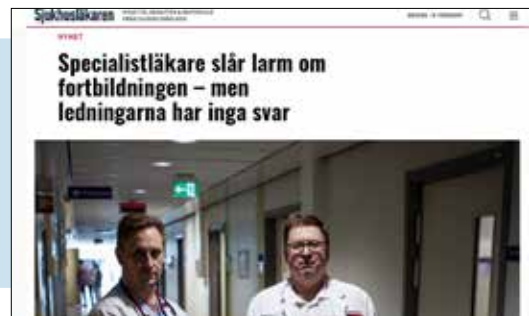 Sjukhusläkaren
NYHET
Specialistläkare slår larm om
fortbildningen – men
ledningarna har inga svar